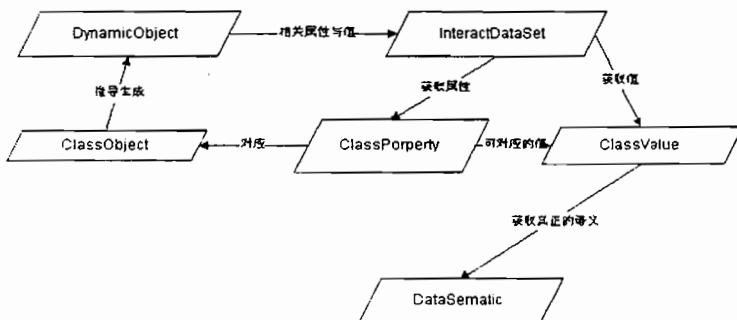 DynamicObject
相关属性与值
InteractDataSet
推导生成
获取属性
获取值
ClassObject
对应
ClassPorperty
可对应的值
ClassValue
获取真正的语义
DataSematic